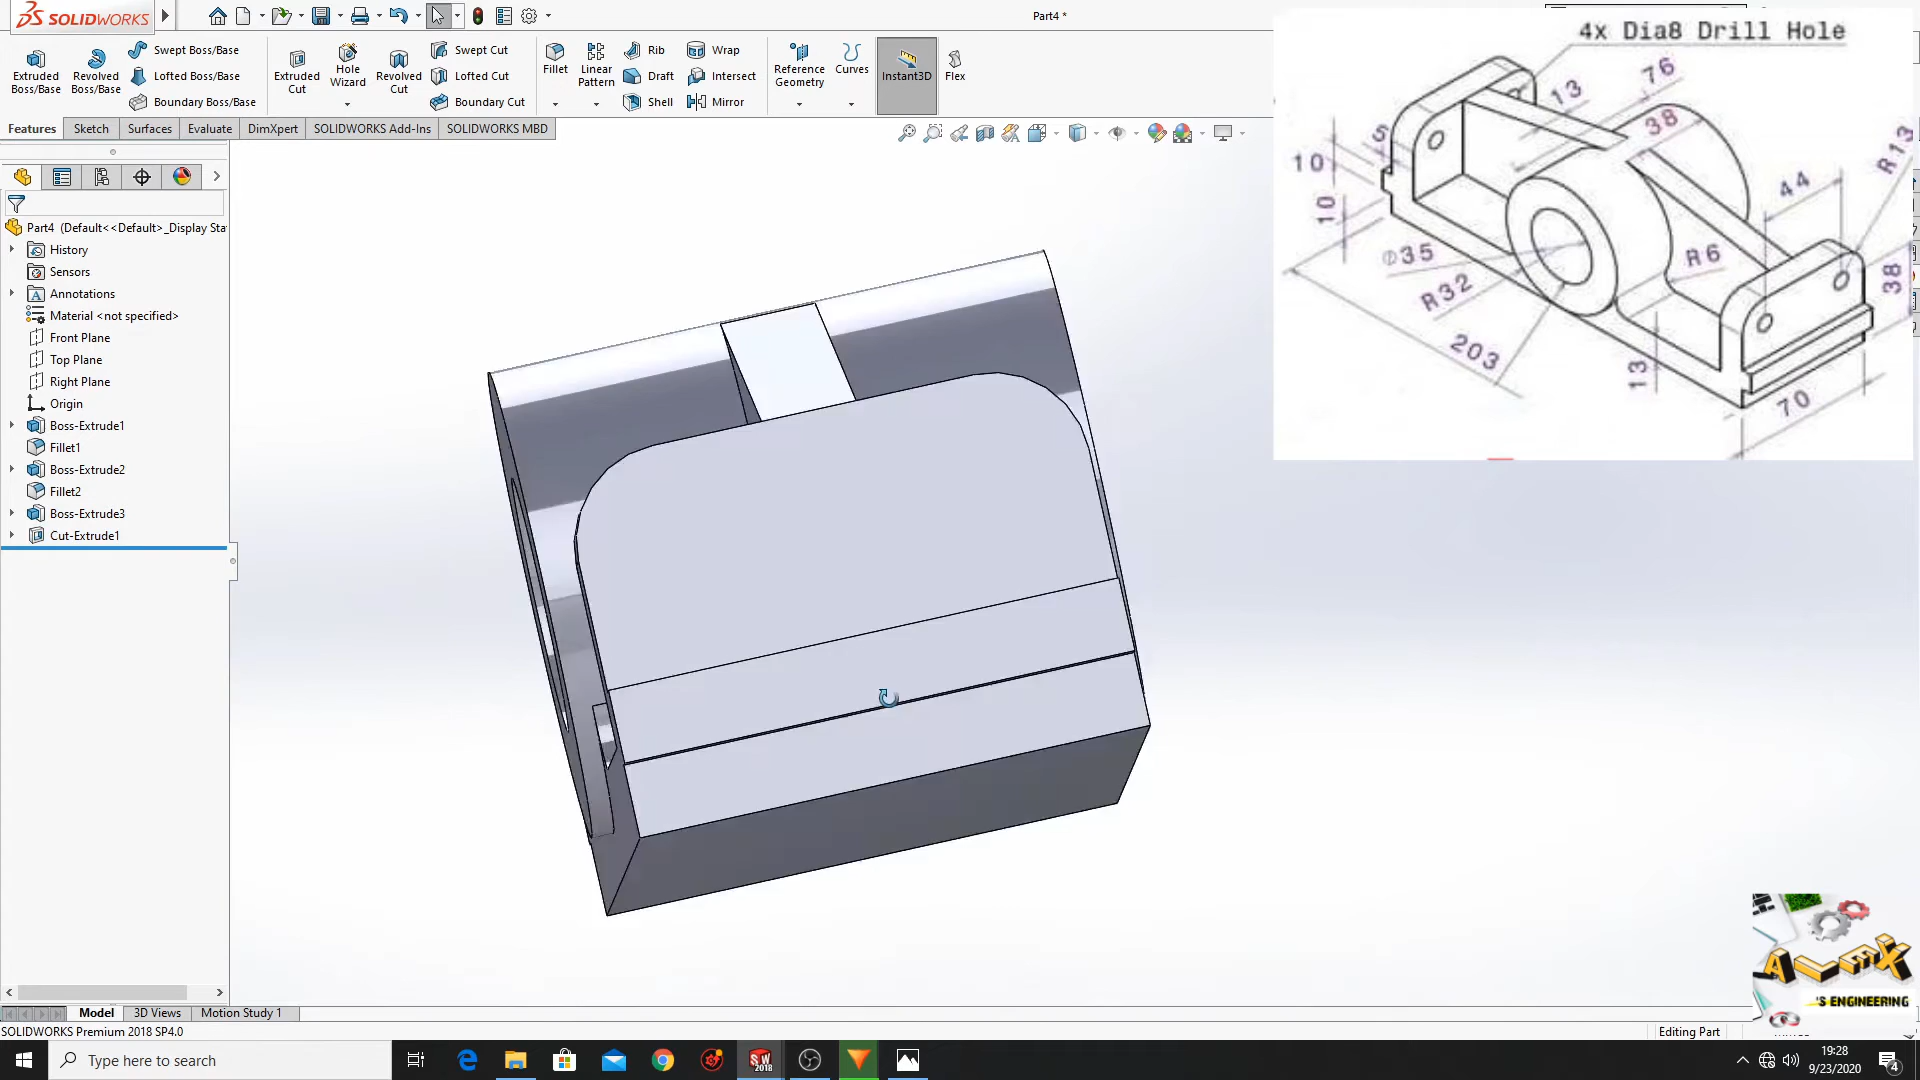 SOLIDWORKS
Part4 *
Extruded Boss/Base
Revolved Boss/Base
Swept Boss/Base
Lofted Boss/Base
Boundary Boss/Base
Extruded Cut
Hole Wizard
Revolved Cut
Swept Cut
Lofted Cut
Boundary Cut
Fillet
Linear Pattern
Rib
Draft
Shell
Wrap
Intersect
Mirror
Reference Geometry
Curves
Instant3D
Flex
Features
Sketch
Surfaces
Evaluate
DimXpert
SOLIDWORKS Add-Ins
SOLIDWORKS MBD
Part4 (Default<<Default>_Display Sta
History
Sensors
Annotations
Material <not specified>
Front Plane
Top Plane
Right Plane
Origin
Boss-Extrude1
Fillet1
Boss-Extrude2
Fillet2
Boss-Extrude3
Cut-Extrude1
4x Dia8 Drill Hole
76
13
38
5
10
10
R13
44
Φ35
R32
R6
38
203
13
70
ALEX
'S ENGINEERING
Model
3D Views
Motion Study 1
SOLIDWORKS Premium 2018 SP4.0
Editing Part
Type here to search
SW
2018
19:28
9/23/2020
4